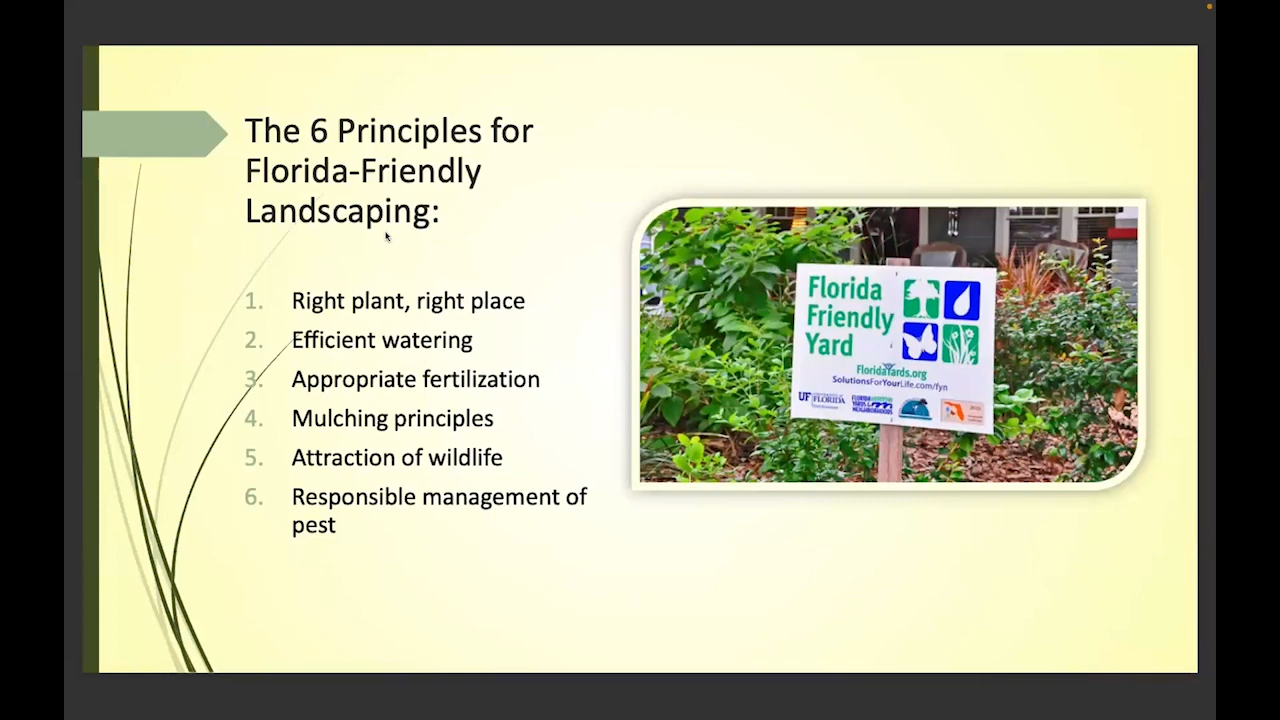 The 6 Principles for
Florida-Friendly
Landscaping:
1. Right plant, right place
2. Efficient watering
3. Appropriate fertilization
4. Mulching principles
5. Attraction of wildlife
6. Responsible management of
pest
Florida
Friendly
Yard
FloridaYards.org
SolutionsForYourLife.com/fyn
UF FLORIDA